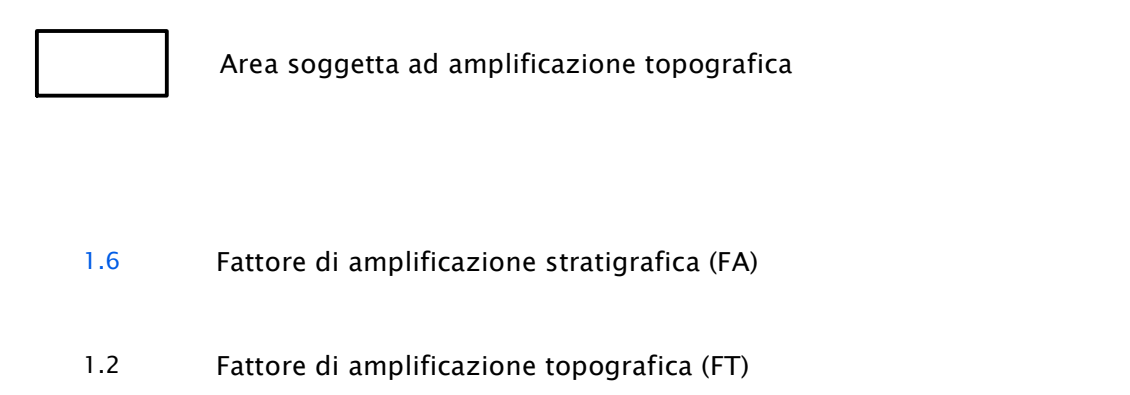 Area soggetta ad amplificazione topografica
1.6 Fattore di amplificazione stratigrafica (FA)
1.2 Fattore di amplificazione topografica (FT)